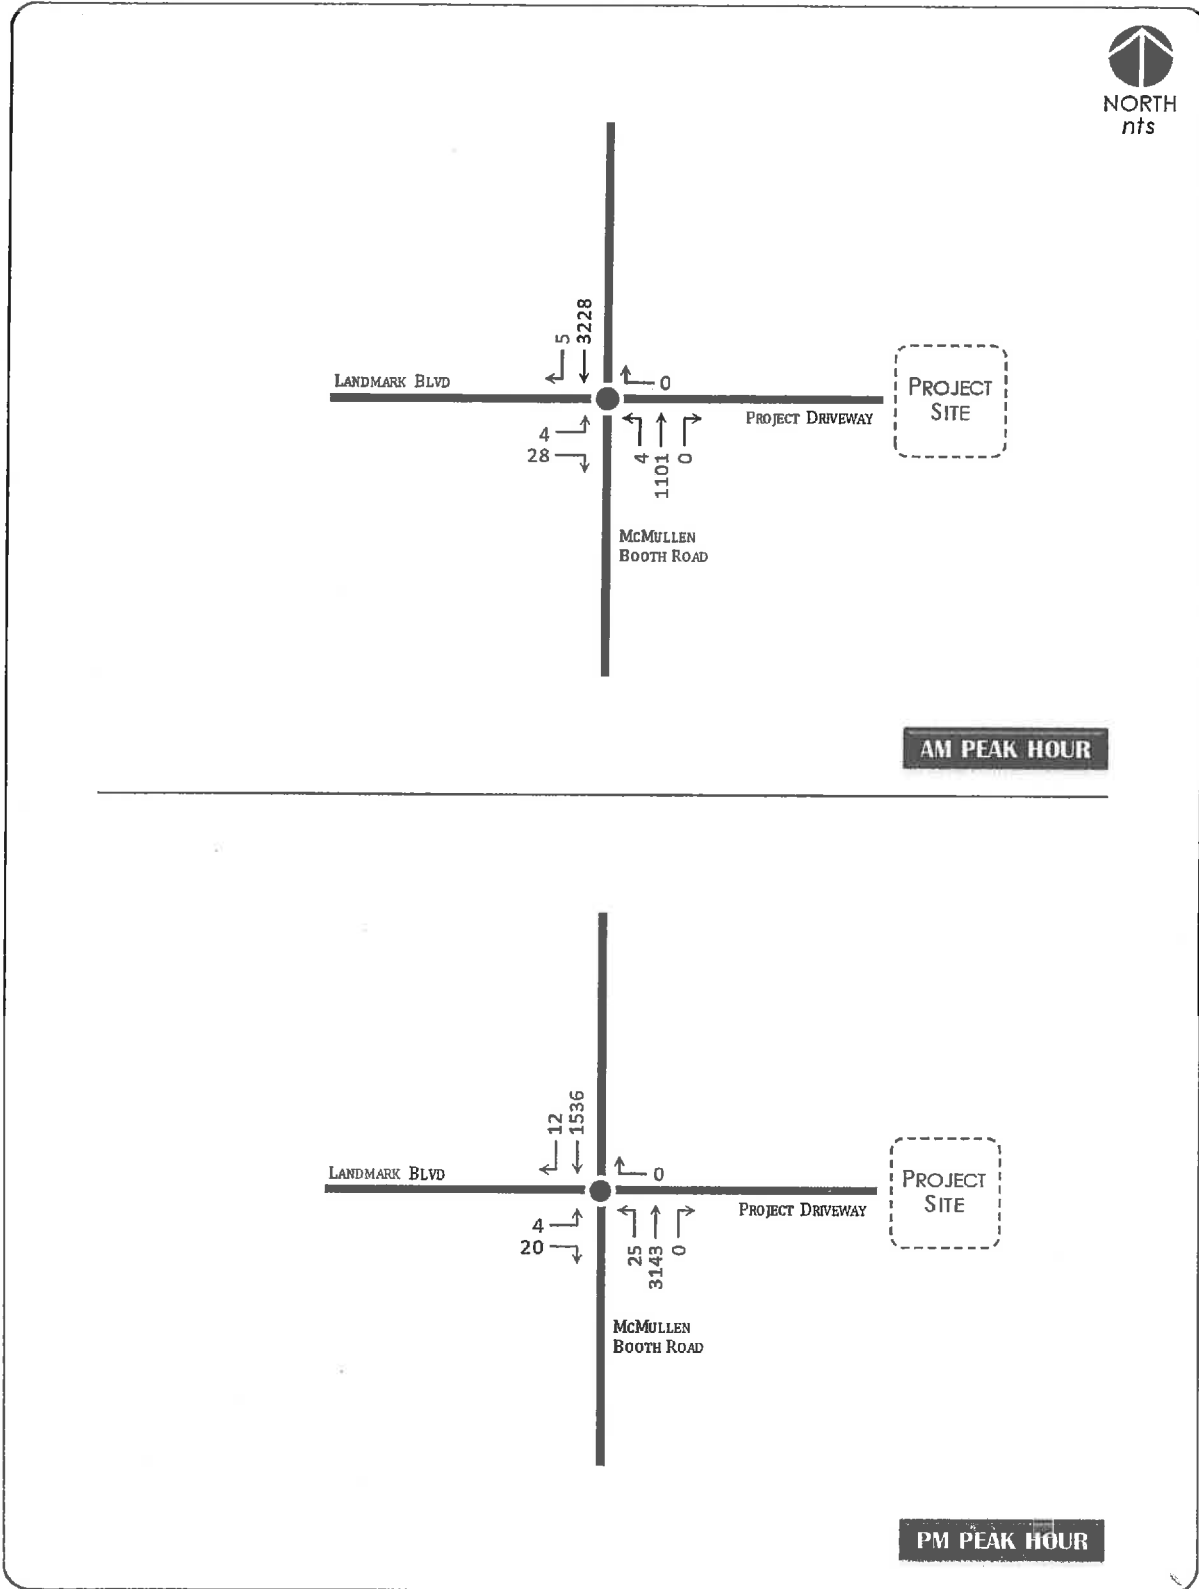 NORTH
nts
5
3228
LANDMARK BLVD
0
PROJECT DRIVEWAY
PROJECT
SITE
4
28
4
1101
0
MCMULLEN
BOOTH ROAD
AM PEAK HOUR
12
1536
LANDMARK BLVD
0
PROJECT DRIVEWAY
PROJECT
SITE
4
20
25
3143
0
MCMULLEN
BOOTH ROAD
PM PEAK HOUR